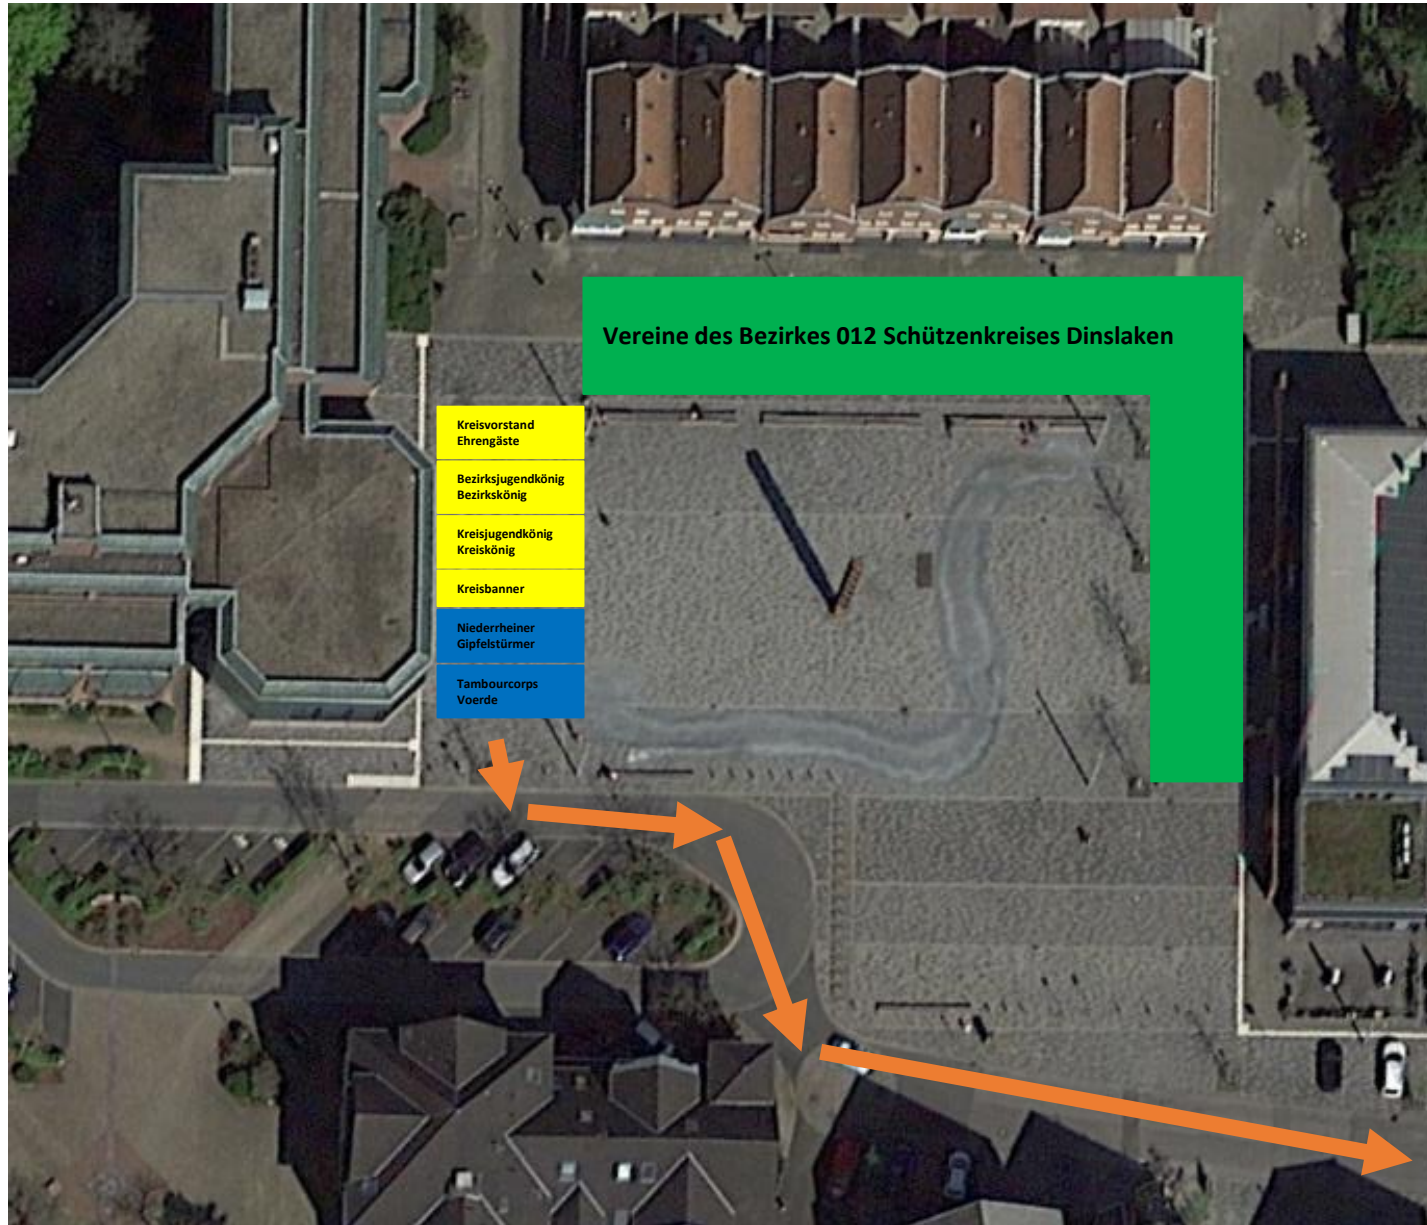 Vereine des Bezirkes 012 Schützenkreises Dinslaken
Kreisvorstand
Ehrengäste
Bezirksjugendkönig
Bezirkskönig
Kreisjugendkönig
Kreiskönig
Kreisbanner
Niederrheiner
Gipfelstürmer
Tambourcorps
Voerde